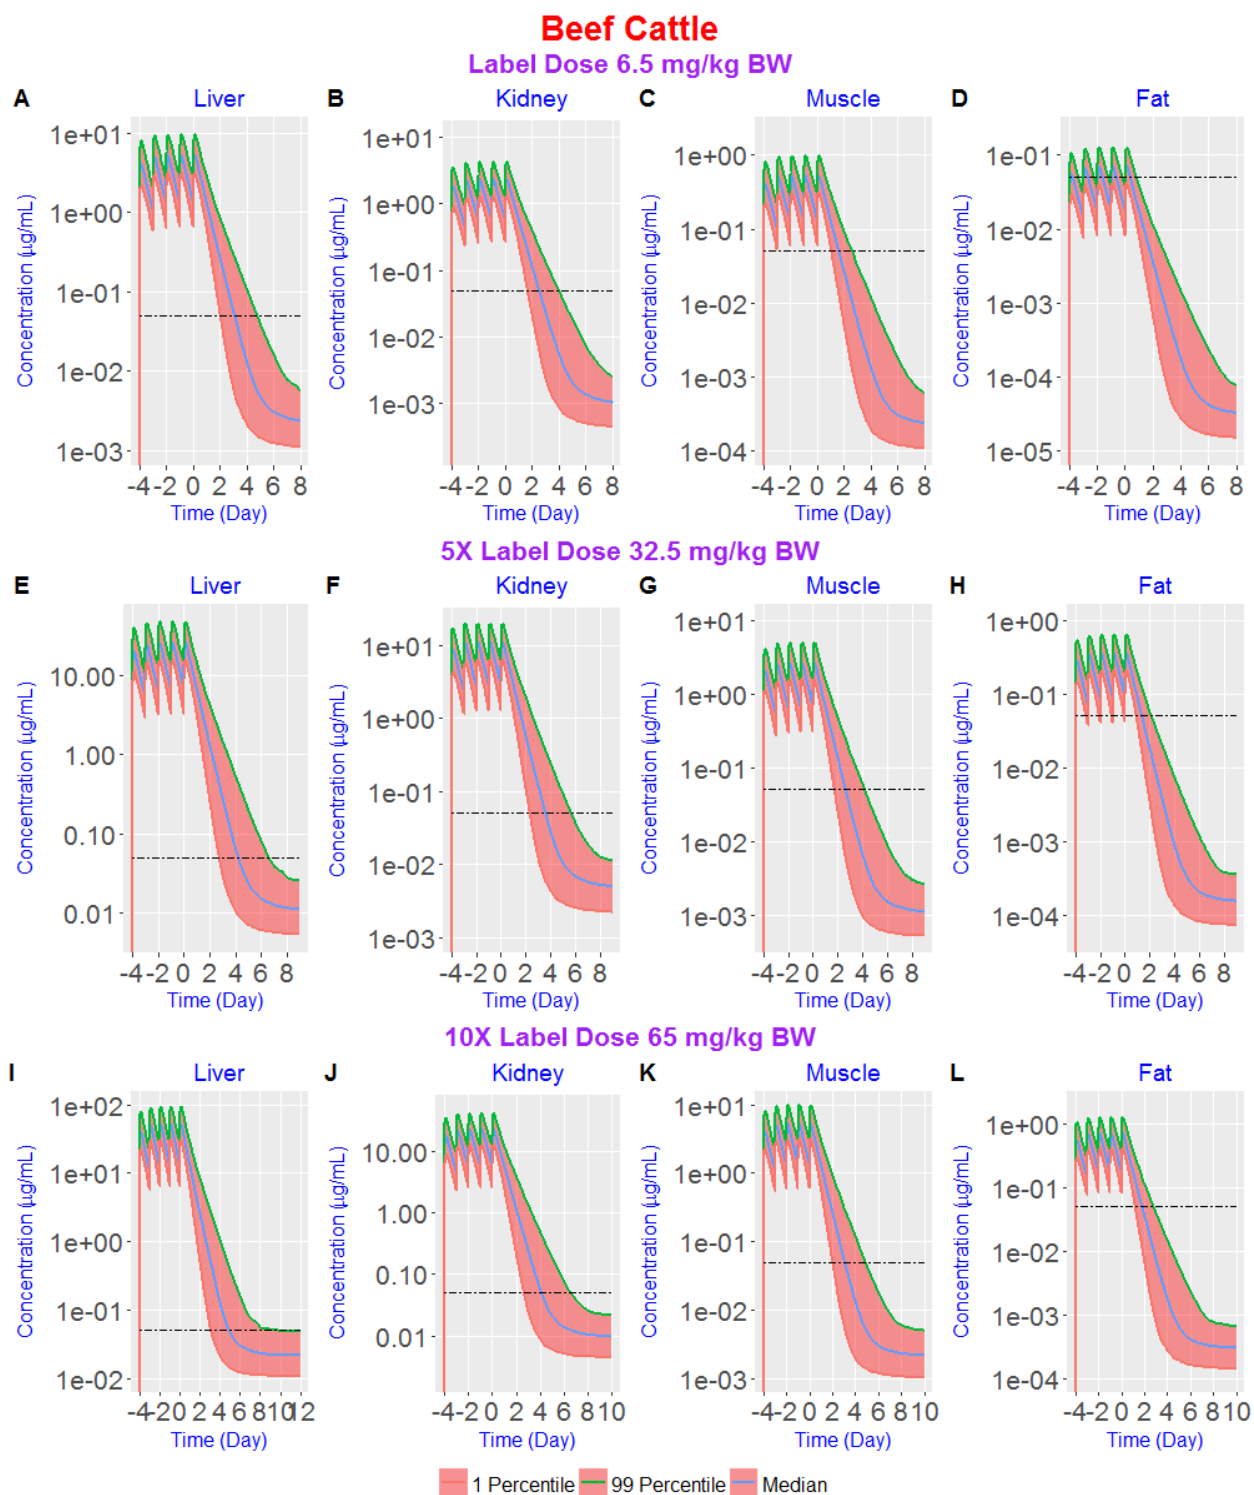 Beef Cattle
Label Dose 6.5 mg/kg BW
A Liver B Kidney C Muscle D Fat
Concentration (μg/mL) 1e+01 1e+00 1e-01 1e-02 1e-03
Concentration (μg/mL) 1e+01 1e+00 1e-01 1e-02 1e-03
Concentration (μg/mL) 1e+00 1e-01 1e-02 1e-03 1e-04
Concentration (μg/mL) 1e-01 1e-02 1e-03 1e-04 1e-05
-4 -2 0 2 4 6 8 -4 -2 0 2 4 6 8 -4 -2 0 2 4 6 8 -4 -2 0 2 4 6 8
Time (Day) Time (Day) Time (Day) Time (Day)
5X Label Dose 32.5 mg/kg BW
E Liver F Kidney G Muscle H Fat
Concentration (μg/mL) 10.00 1.00 0.10 0.01
Concentration (μg/mL) 1e+01 1e+00 1e-01 1e-02 1e-03
Concentration (μg/mL) 1e+01 1e+00 1e-01 1e-02 1e-03
Concentration (μg/mL) 1e+00 1e-01 1e-02 1e-03 1e-04
-4 -2 0 2 4 6 8 -4 -2 0 2 4 6 8 -4 -2 0 2 4 6 8 -4 -2 0 2 4 6 8
Time (Day) Time (Day) Time (Day) Time (Day)
10X Label Dose 65 mg/kg BW
I Liver J Kidney K Muscle L Fat
Concentration (μg/mL) 1e+02 1e+01 1e+00 1e-01 1e-02
Concentration (μg/mL) 10.00 1.00 0.10 0.01
Concentration (μg/mL) 1e+01 1e+00 1e-01 1e-02 1e-03
Concentration (μg/mL) 1e+00 1e-01 1e-02 1e-03 1e-04
-4 -2 0 2 4 6 8 10 12 -4 -2 0 2 4 6 8 10 -4 -2 0 2 4 6 8 10 -4 -2 0 2 4 6 8 10
Time (Day) Time (Day) Time (Day) Time (Day)
1 Percentile 99 Percentile Median